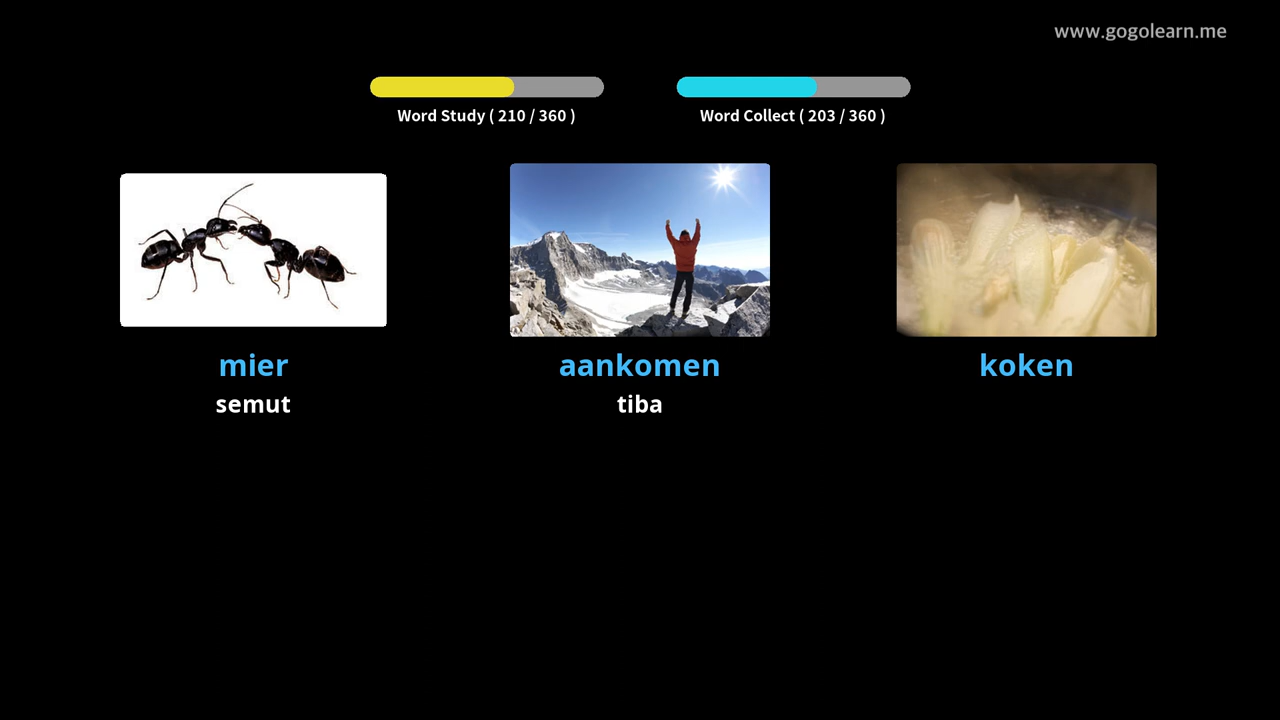 www.gogolearn.me
Word Study ( 210 / 360 )
Word Collect ( 203 / 360 )
mier
semut
aankomen
tiba
koken